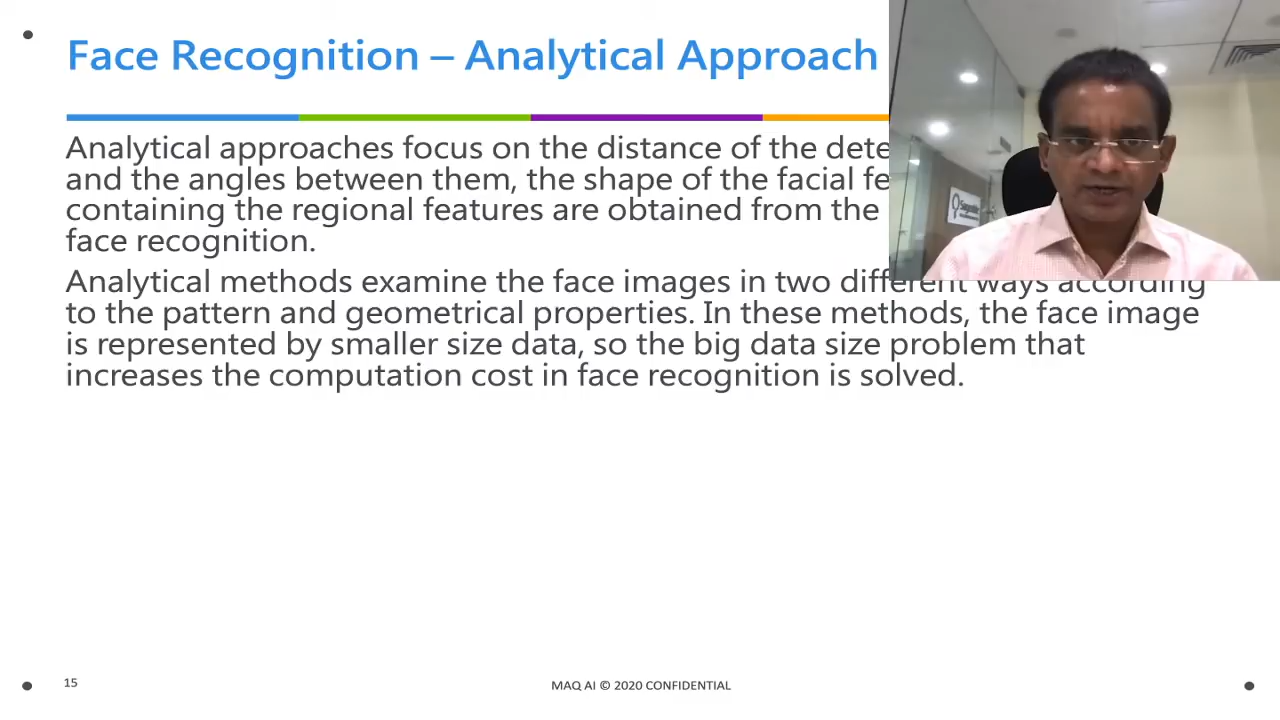 Face Recognition – Analytical Approach
Analytical approaches focus on the distance of the
and the angles between them, the shape of the facial
containing the regional features are obtained from the
face recognition.
Analytical methods examine the face images in two different ways according
to the pattern and geometrical properties. In these methods, the face image
is represented by smaller size data, so the big data size problem that
increases the computation cost in face recognition is solved.
15
MAQ AI © 2020 CONFIDENTIAL